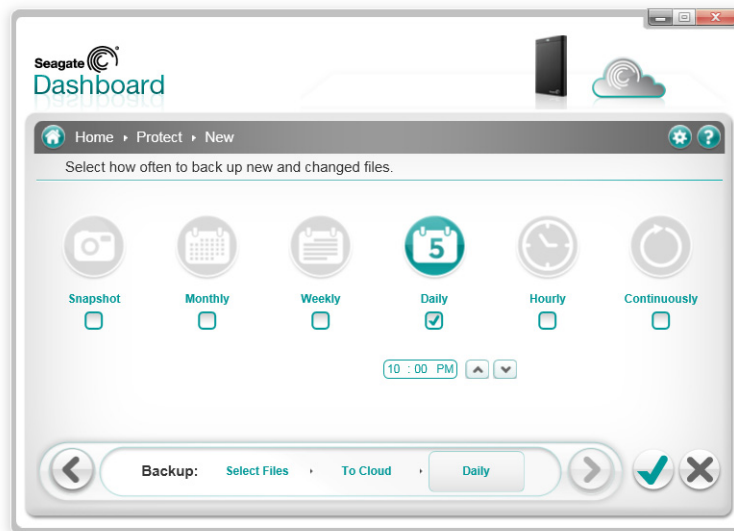 Seagate
Dashboard
Home ▸ Protect ▸ New
?
Select how often to back up new and changed files.
5
Snapshot Monthly Weekly Daily Hourly Continuously
10 : 00 PM
Backup: Select Files ▸ To Cloud ▸ Daily